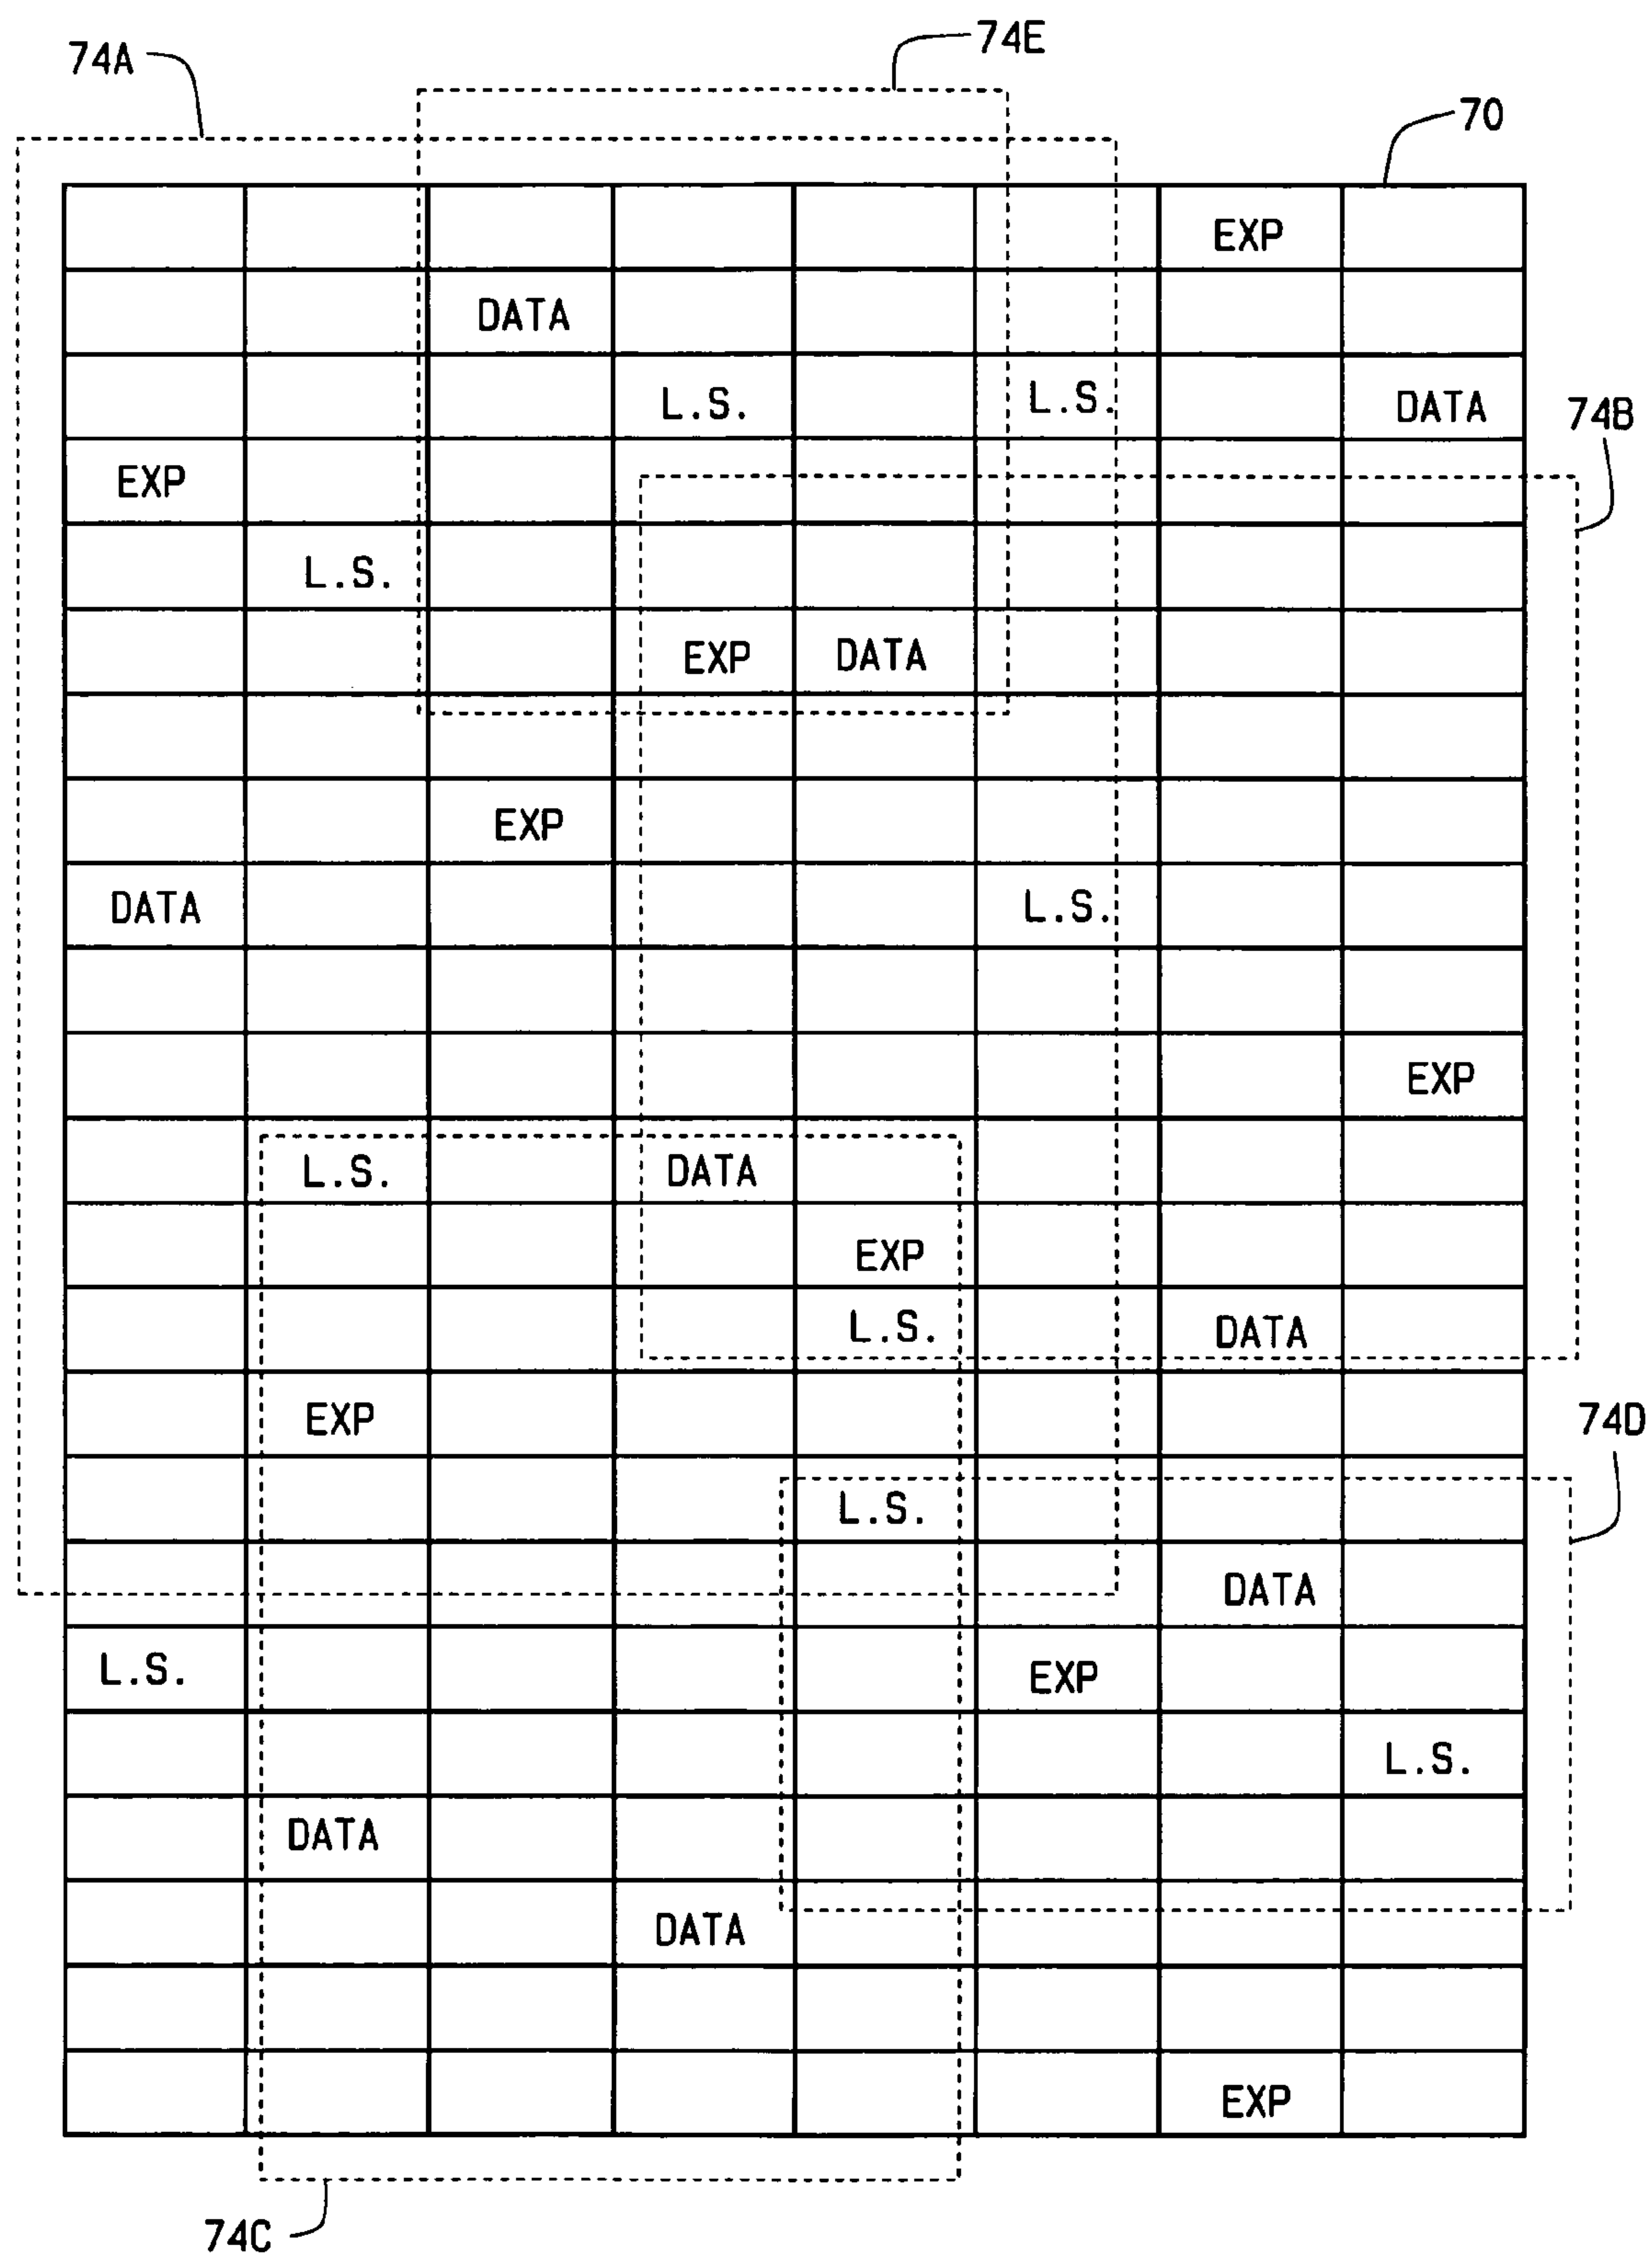 74E
74A
70
EXP
DATA
L.S. L.S. DATA
74B
EXP
L.S.
EXP DATA
EXP
DATA L.S.
EXP
L.S. DATA
EXP
L.S. DATA
EXP
74D
L.S.
DATA
L.S. EXP
L.S.
DATA
DATA
EXP
74C